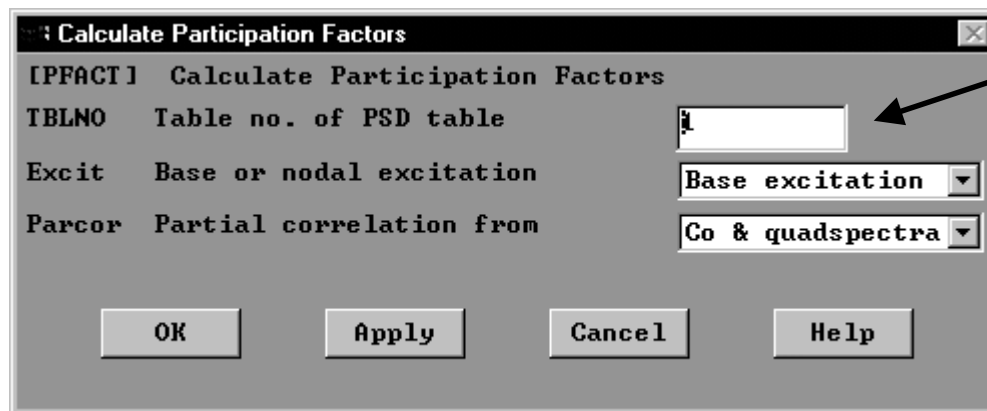 Calculate Participation Factors
[PFACT] Calculate Participation Factors
TBLNO Table no. of PSD table 1
Excit Base or nodal excitation Base excitation
Parcor Partial correlation from Co & quadspectra
OK Apply Cancel Help